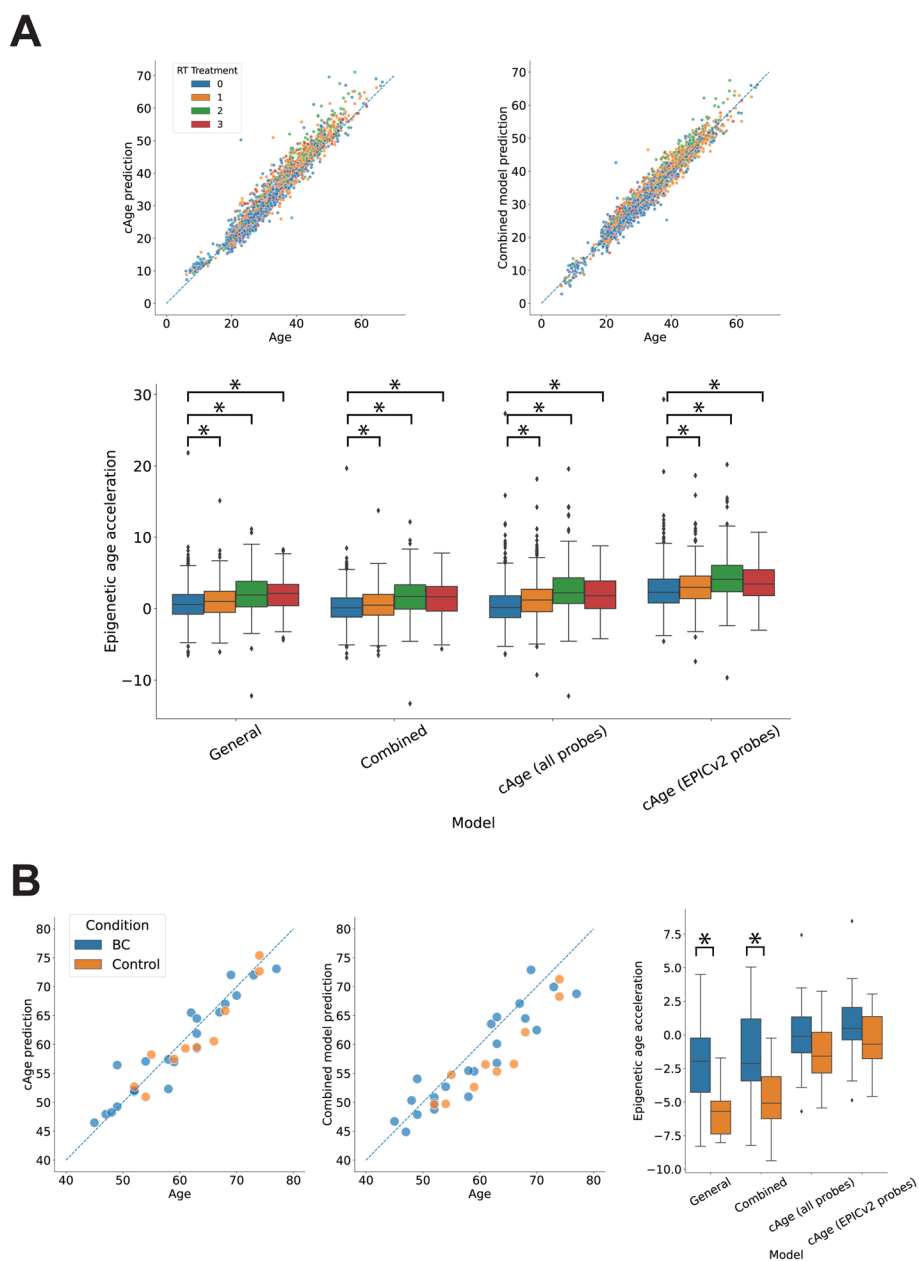 A
RT Treatment
0
1
2
3
70
60
50
40
30
20
10
0
cAge prediction
0
20
40
60
Age
70
60
50
40
30
20
10
0
Combined model prediction
0
20
40
60
Age
30
20
10
0
−10
Epigenetic age acceleration
* * *
* * *
* * *
* * *
General
Combined
cAge (all probes)
cAge (EPICv2 probes)
Model
B
Condition
BC
Control
80
75
70
65
60
55
50
45
40
cAge prediction
40
50
60
70
80
Age
80
75
70
65
60
55
50
45
40
Combined model prediction
40
50
60
70
80
Age
7.5
5.0
2.5
0.0
−2.5
−5.0
−7.5
−10.0
Epigenetic age acceleration
* *
General
Combined
cAge (all probes)
cAge (EPICv2 probes)
Model